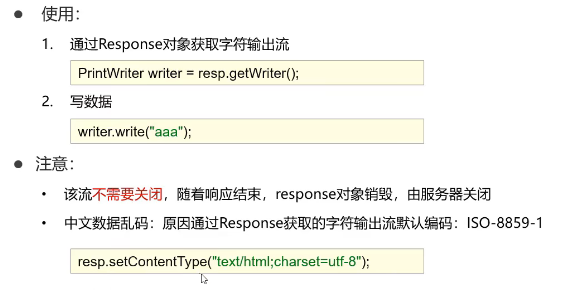 ● 使用：
1. 通过Response对象获取字符输出流
PrintWriter writer = resp.getWriter();
2. 写数据
writer.write("aaa");
● 注意：
• 该流不需要关闭，随着响应结束，response对象销毁，由服务器关闭
• 中文数据乱码：原因通过Response获取的字符输出流默认编码：ISO-8859-1
resp.setContentType("text/html;charset=utf-8");